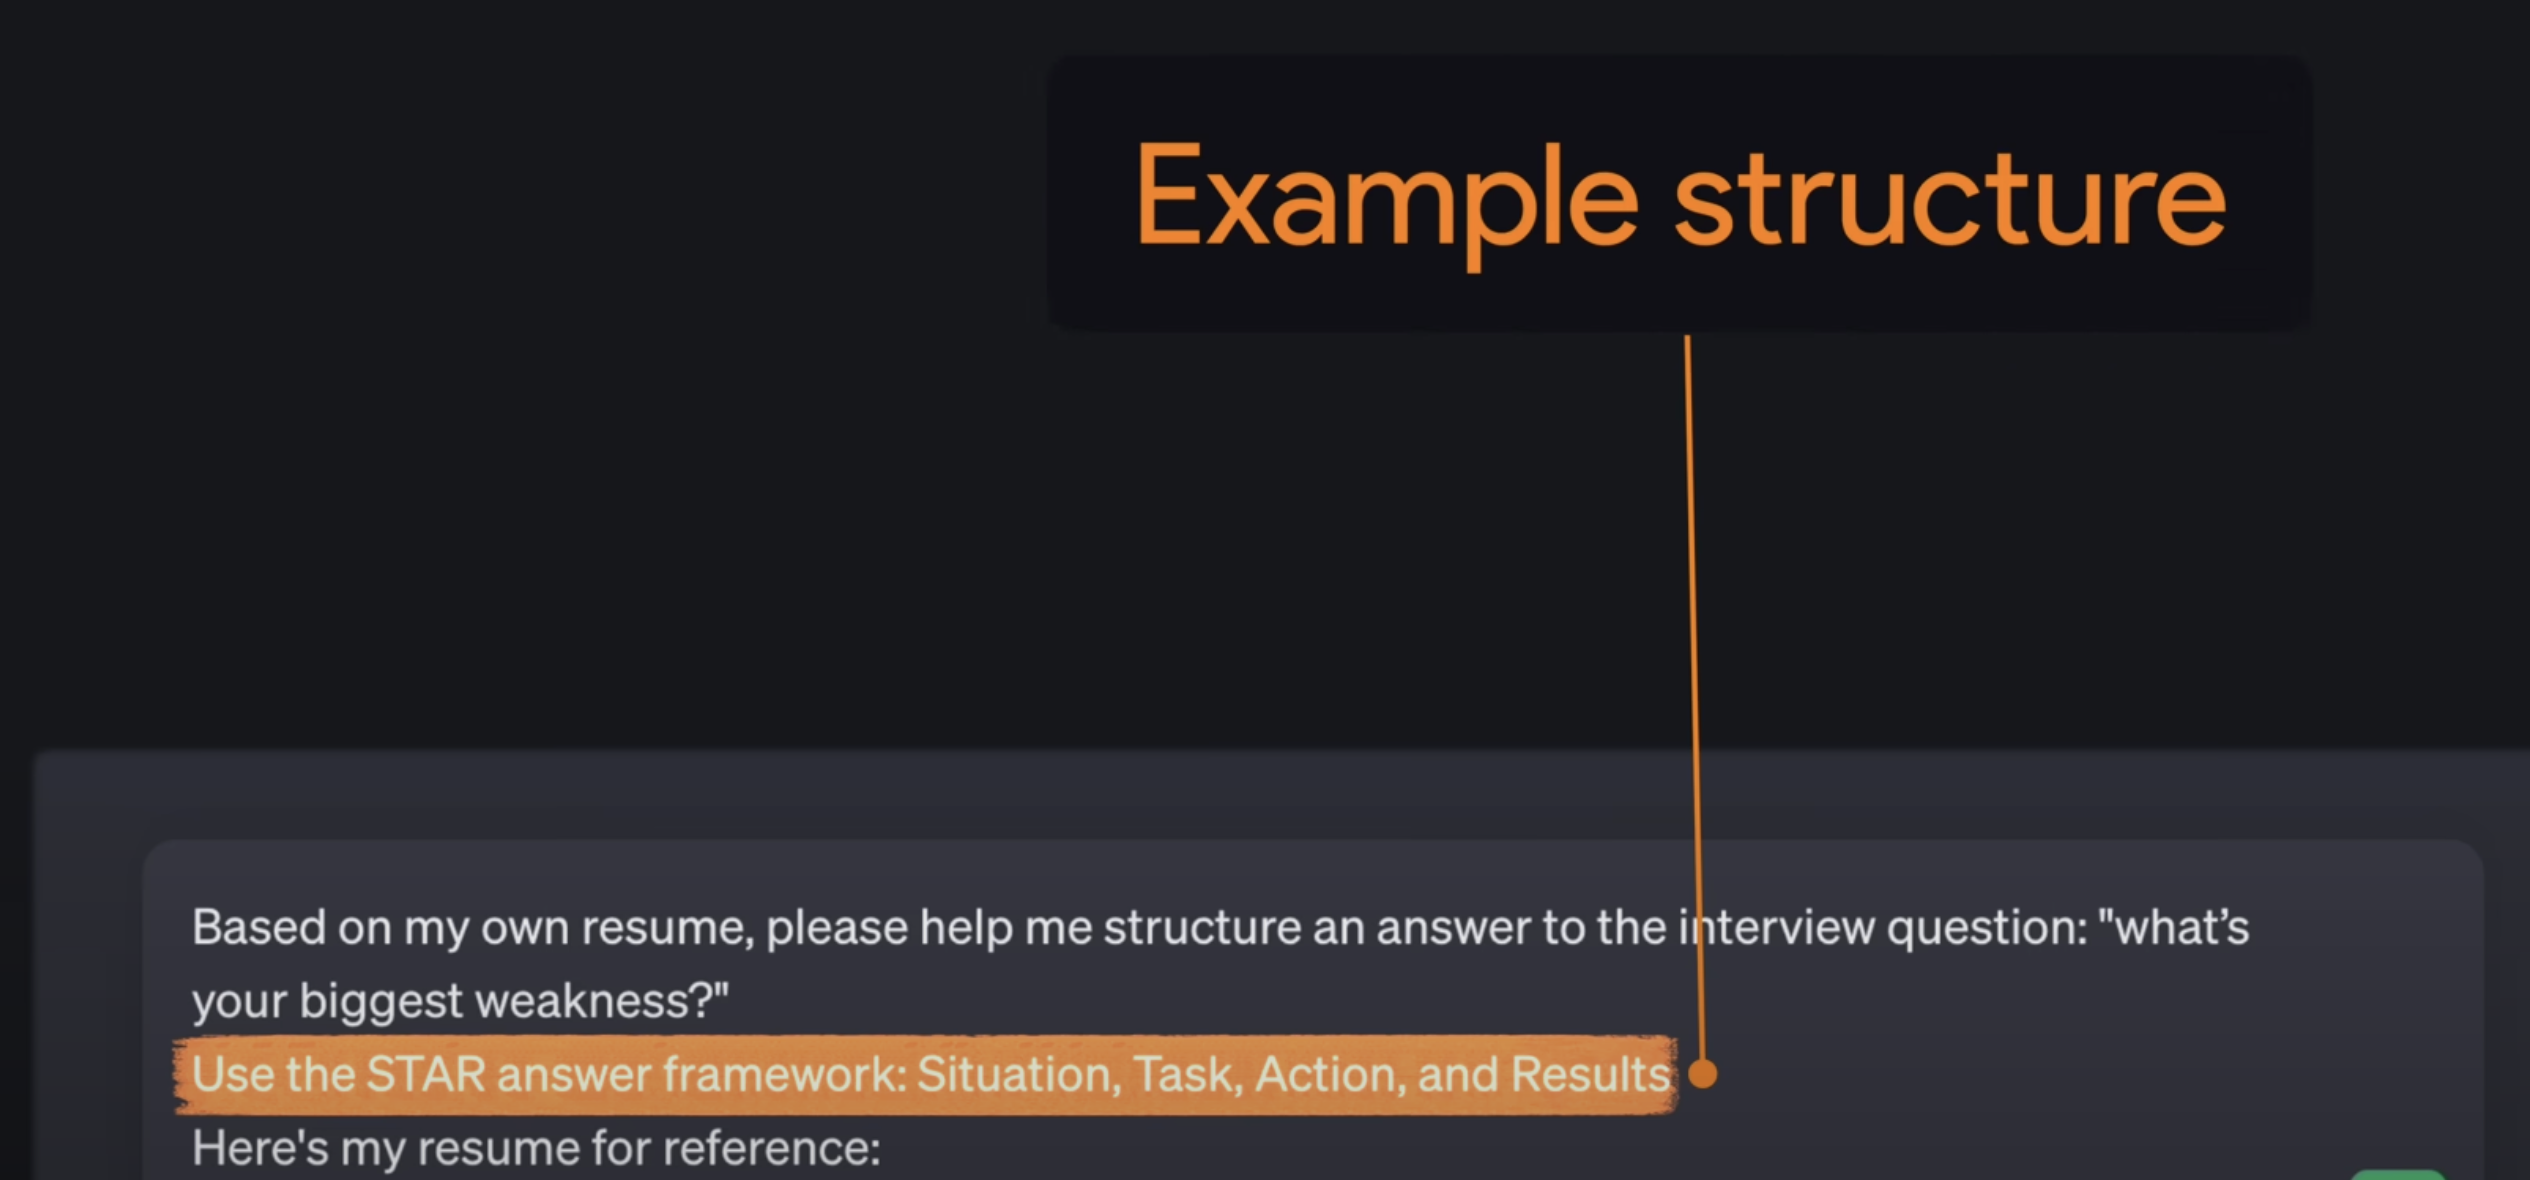 Example structure
Based on my own resume, please help me structure an answer to the interview question: "what’s
your biggest weakness?"
Use the STAR answer framework: Situation, Task, Action, and Results
Here's my resume for reference: